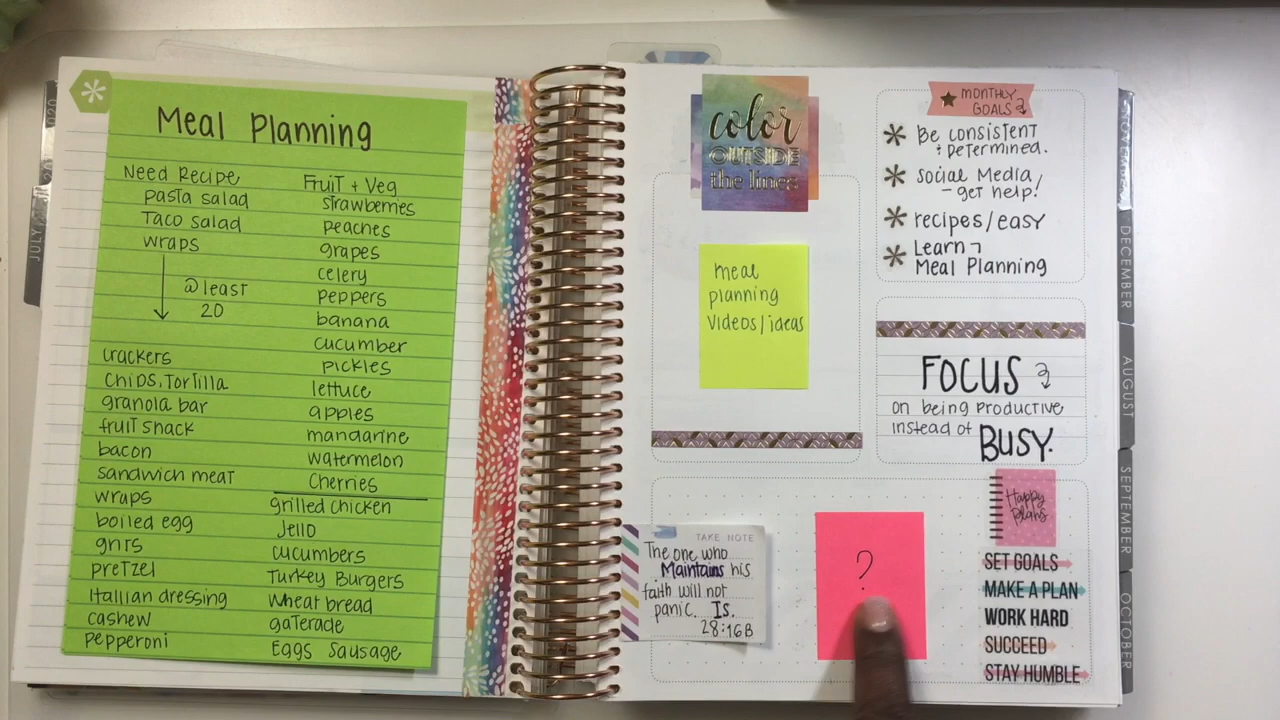 Meal Planning
Need Recipe
pasta salad
Taco salad
wraps
@least
20
crackers
chips, Tortilla
granola bar
fruit snack
bacon
sandwich meat
wraps
boiled egg
pretzel
Itallian dressing
cashew
pepperoni
Fruit + Veg
strawberries
peaches
grapes
celery
peppers
banana
cucumber
pickles
lettuce
apples
mandarine
watermelon
Cherries
grilled chicken
Jello
cucumbers
Turkey Burgers
Wheat bread
gaterade
Eggs Sausage
color
OUTSIDE
the lines
meal
planning
videos/ideas
TAKE NOTE
The one who
Maintains his
faith will not
panic. Is.
28:16B
?
MONTHLY
GOALS
* Be consistent
+ Determined.
* Social Media/
- get help!
* recipes/easy
* Learn
Meal Planning
FOCUS
on being productive
instead of BUSY.
Happy
Plans
SET GOALS
MAKE A PLAN
WORK HARD
SUCCEED
STAY HUMBLE
JULY 2020
2020
NOVEMBER
DECEMBER
AUGUST
SEPTEMBER
OCTOBER